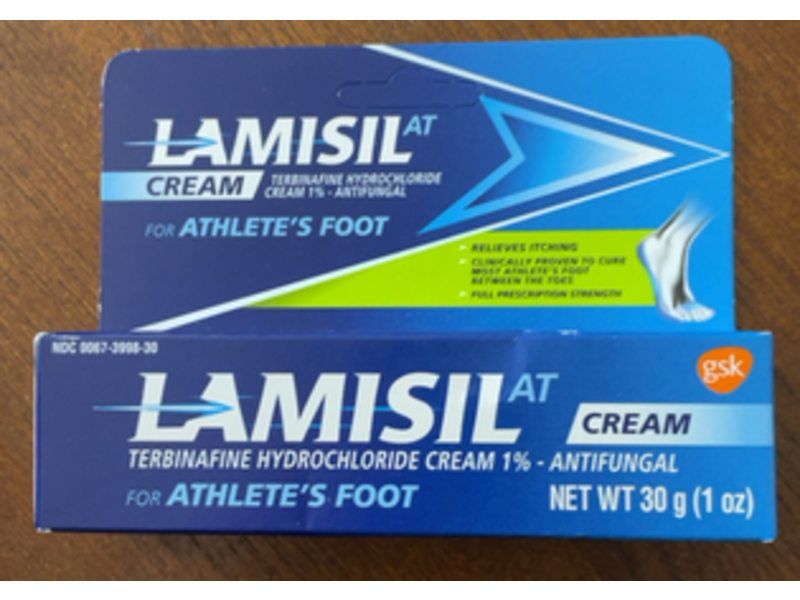 LAMISIL AT
CREAM
TERBINAFINE HYDROCHLORIDE
CREAM 1% - ANTIFUNGAL
FOR ATHLETE'S FOOT
RELIEVES ITCHING
CLINICALLY PROVEN TO CURE
MOST ATHLETE'S FOOT
BETWEEN THE TOES
FULL PRESCRIPTION STRENGTH
NDC 0067-3998-30
gsk
LAMISIL AT
CREAM
TERBINAFINE HYDROCHLORIDE CREAM 1% - ANTIFUNGAL
FOR ATHLETE'S FOOT
NET WT 30 g (1 oz)